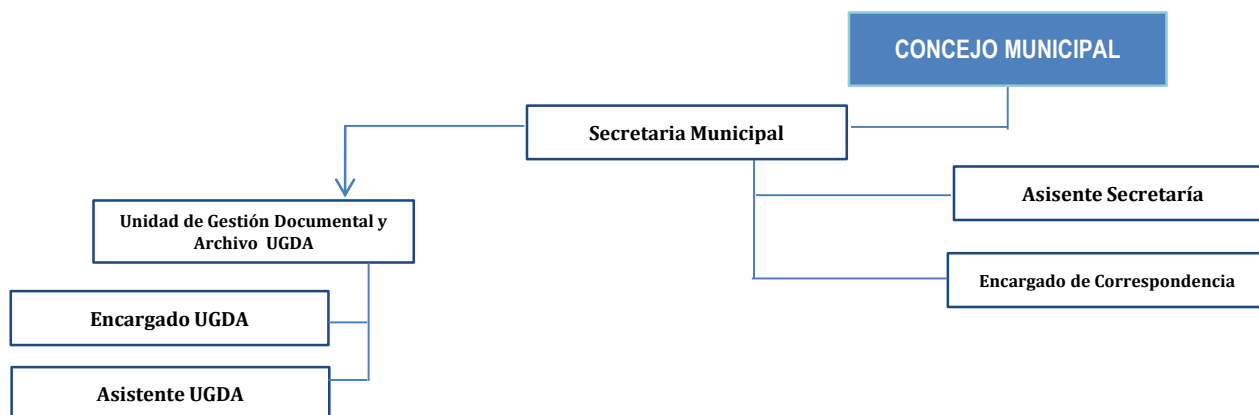 CONCEJO MUNICIPAL
Secretaria Municipal
Asisente Secretaría
Unidad de Gestión Documental y
Archivo UGDA
Encargado de Correspondencia
Encargado UGDA
Asistente UGDA